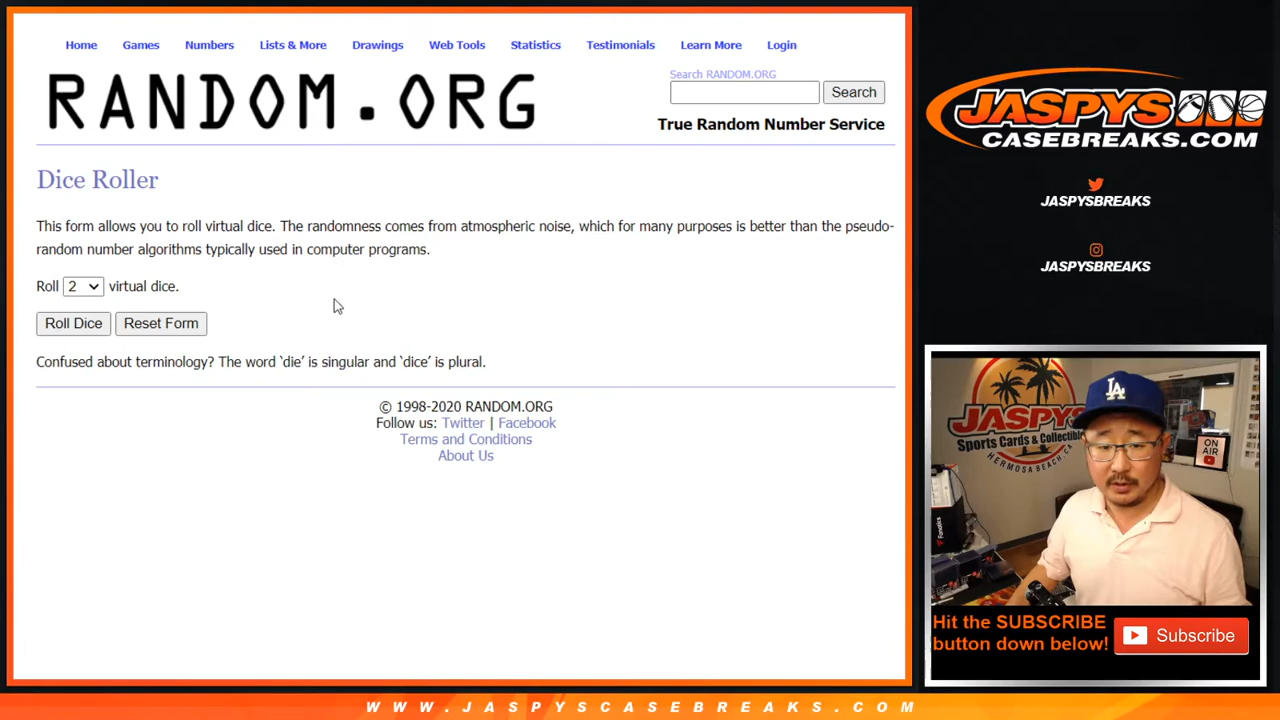 Home Games Numbers Lists & More Drawings Web Tools Statistics Testimonials Learn More Login
RANDOM.ORG
Search RANDOM.ORG
Search
True Random Number Service
Dice Roller
This form allows you to roll virtual dice. The randomness comes from atmospheric noise, which for many purposes is better than the pseudo-
random number algorithms typically used in computer programs.
Roll 2 virtual dice.
Roll Dice Reset Form
Confused about terminology? The word ‘die’ is singular and ‘dice’ is plural.
© 1998-2020 RANDOM.ORG
Follow us: Twitter | Facebook
Terms and Conditions
About Us
JASPYS
CASEBREAKS.COM
JASPYSBREAKS
JASPYSBREAKS
JASPYS
Sports Cards & Collectible
HERMOSA BEACH, CA
ON
AIR
LA
Fanatics
Hit the SUBSCRIBE
button down below!
Subscribe
WWW.JASPYSCASEBREAKS.COM